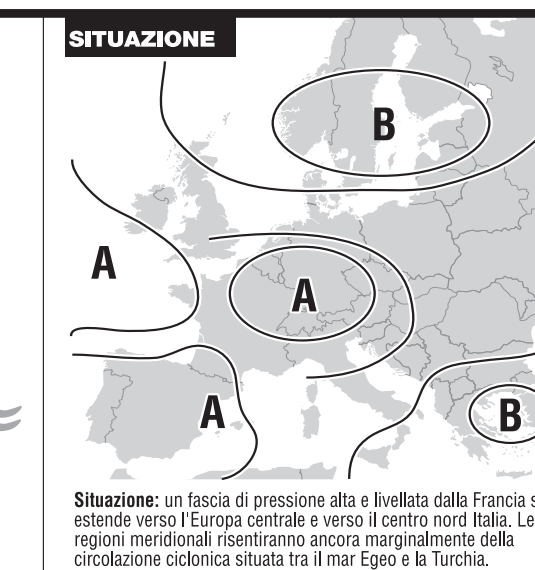 SITUAZIONE
B
A
A
A
B
Situazione: un fascia di pressione alta e livellata dalla Francia s
estende verso l'Europa centrale e verso il centro nord Italia. Le
regioni meridionali risentiranno ancora marginalmente della
circolazione ciclonica situata tra il mar Egeo e la Turchia.